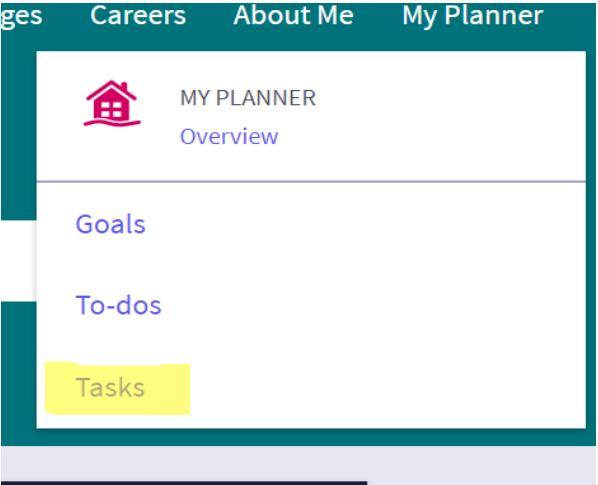 ges Careers About Me My Planner
MY PLANNER
Overview
Goals
To-dos
Tasks